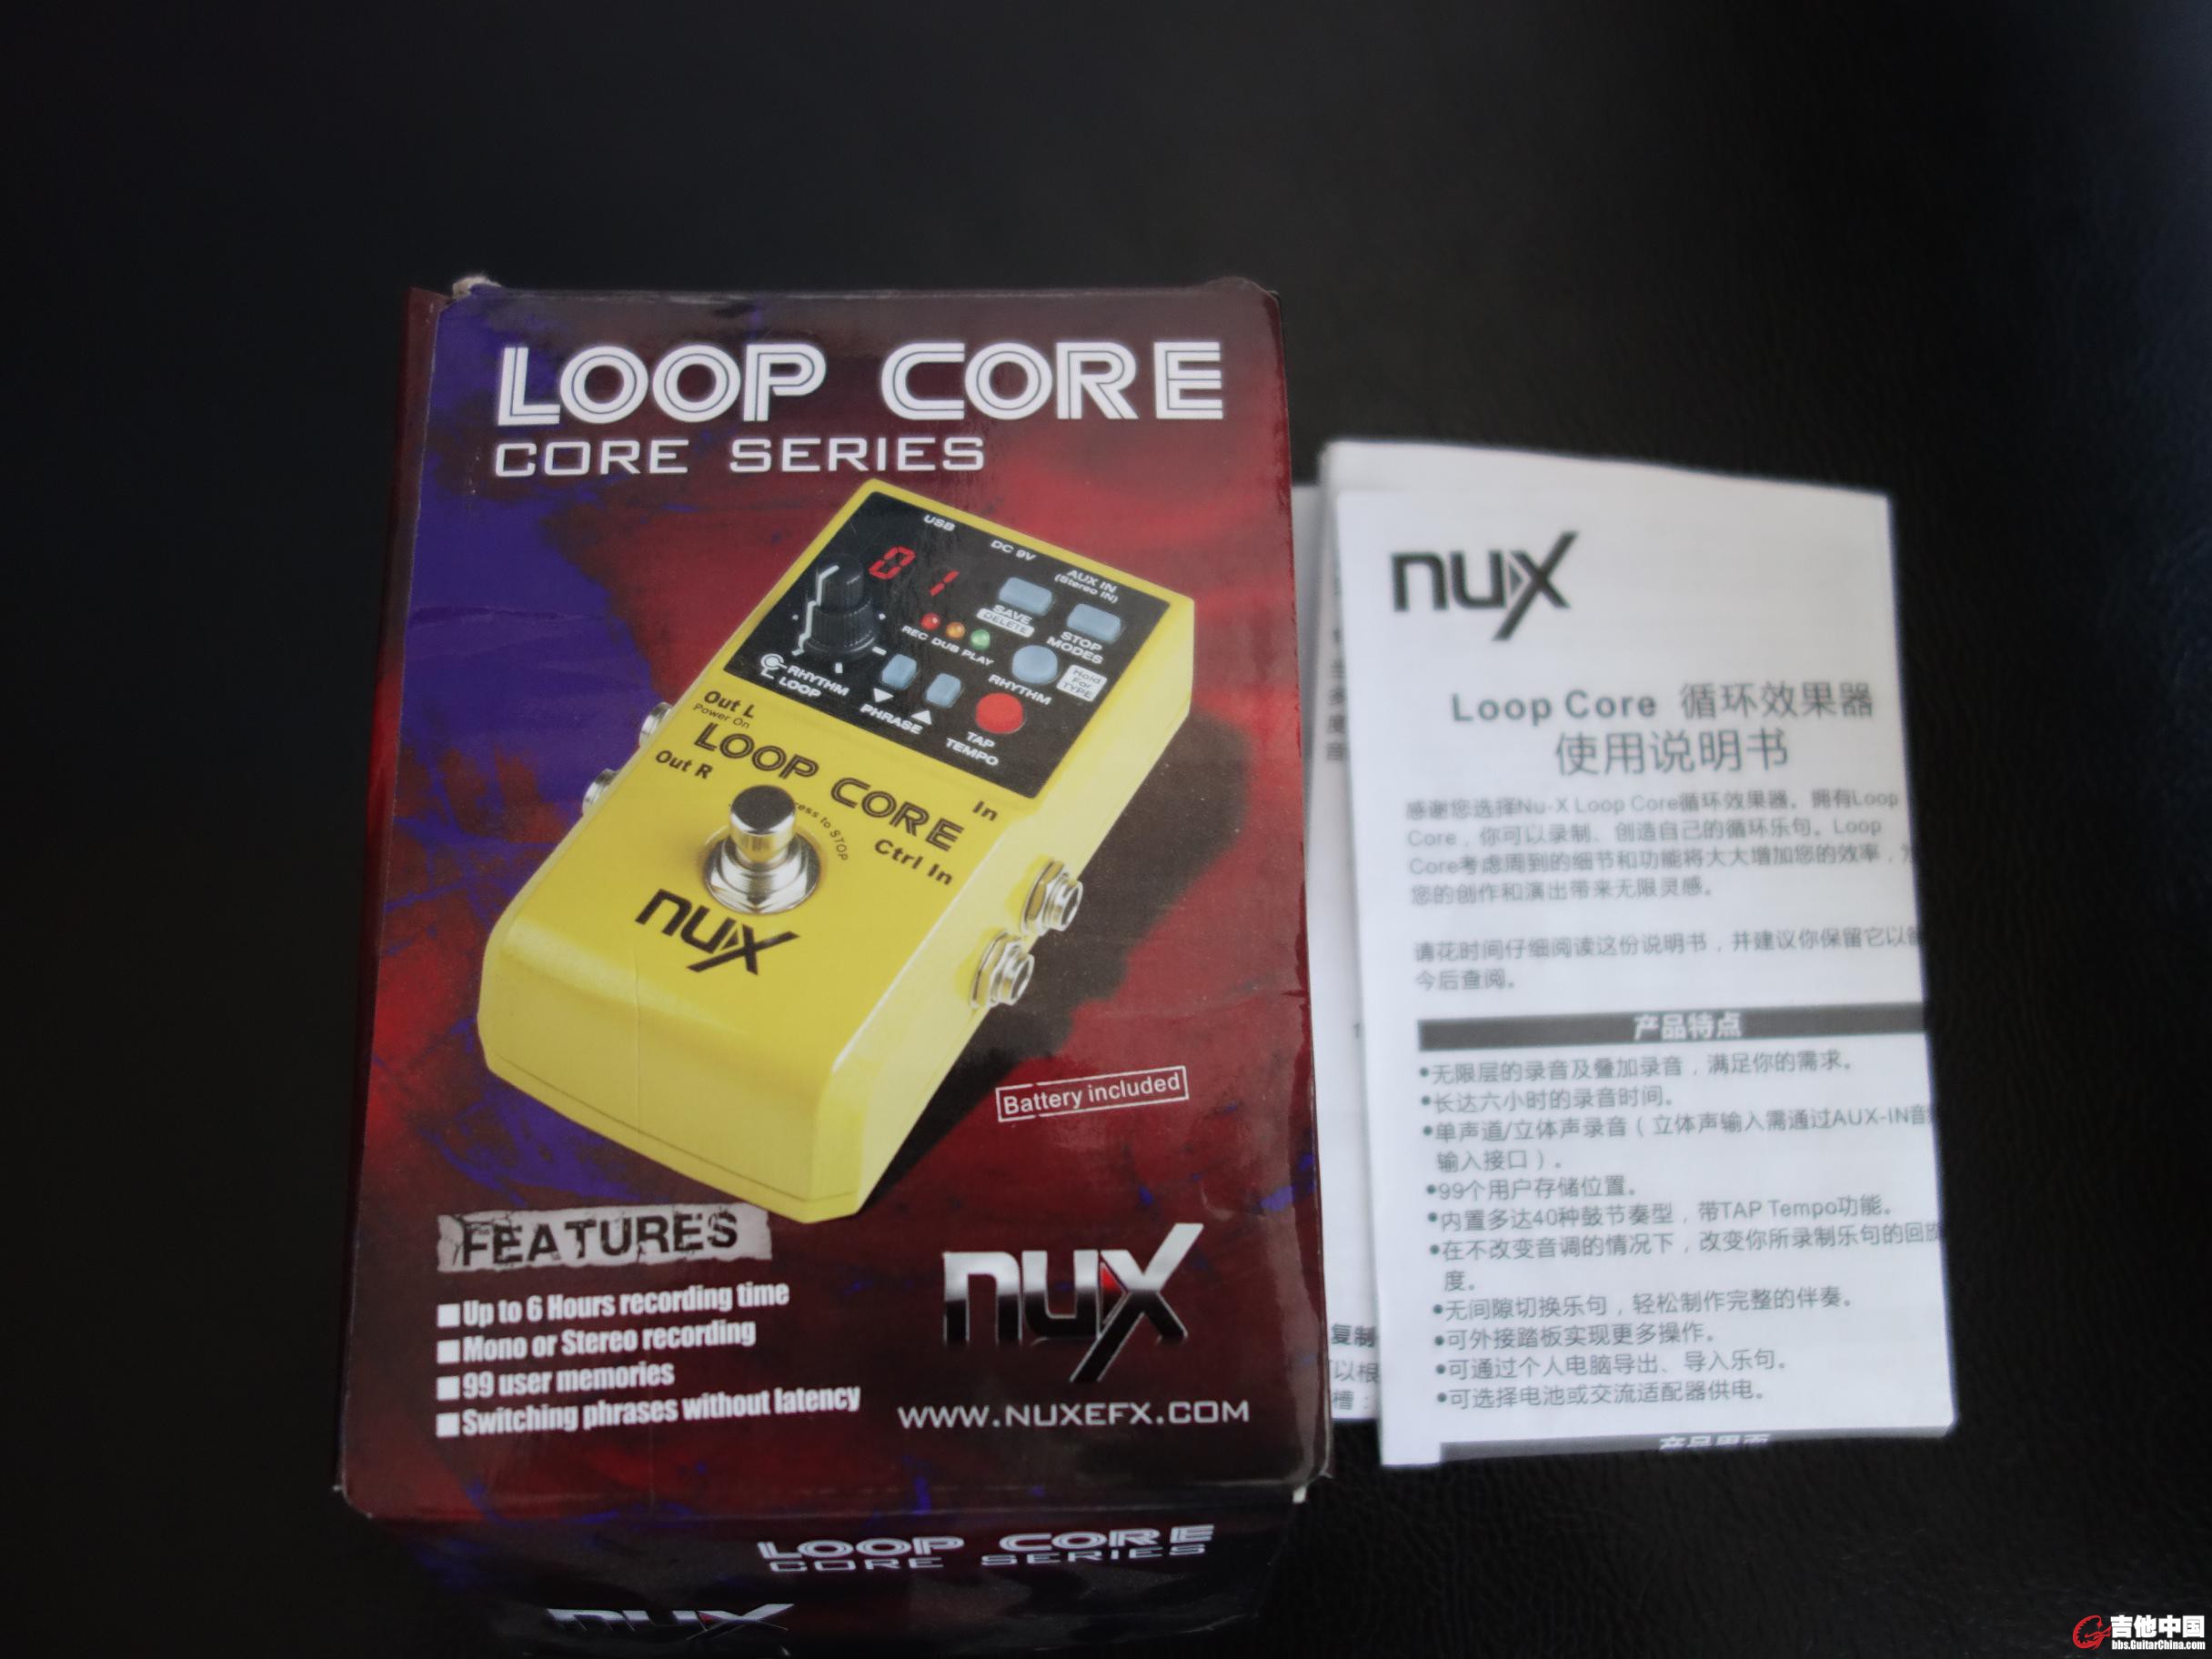 LOOP CORE
CORE SERIES
USB
DC 9V
AUX IN
(Stereo IN)
01
SAVE
DELETE
STOP
MODES
REC DUB PLAY
RHYTHM
LOOP
PHRASE
RHYTHM
Hold
For
TYPE
TAP
TEMPO
Out L
Power On
Out R
LOOP CORE
In
Ctrl In
to STOP
nux
Battery included
FEATURES
Up to 6 Hours recording time
Mono or Stereo recording
99 user memories
Switching phrases without latency
nux
WWW.NUXEFX.COM
LOOP CORE
CORE SERIES
nux
nux
Loop Core 循环效果器
使用说明书
感谢您选择Nu-X Loop Core循环效果器。拥有Loop
Core，你可以录制、创造自己的循环乐句。Loop
Core考虑周到的细节和功能将大大增加您的效率，
您的创作和演出带来无限灵感。
请花时间仔细阅读这份说明书，并建议你保留它以
今后查阅。
产品特点
•无限层的录音及叠加录音，满足你的需求。
•长达六小时的录音时间。
•单声道/立体声录音（立体声输入需通过AUX-IN音
输入接口）。
•99个用户存储位置。
•内置多达40种鼓节奏型，带TAP Tempo功能。
•在不改变音调的情况下，改变你所录制乐句的回放
度。
•无间隙切换乐句，轻松制作完整的伴奏。
•可外接踏板实现更多操作。
•可通过个人电脑导出、导入乐句。
•可选择电池或交流适配器供电。
复制
以根
槽：
吉他中国
bbs.GuitarChina.com